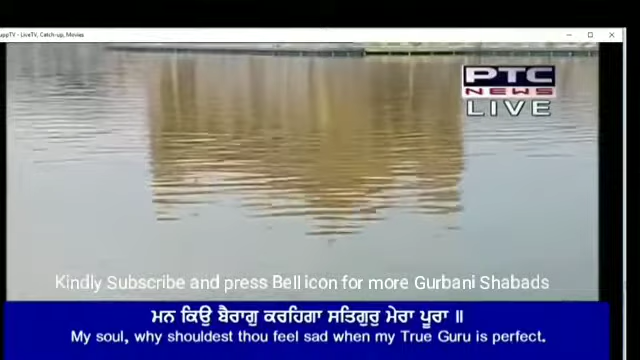 uppTV - LiveTV, Catch-up, Movies
PTC
NEWS
LIVE
Kindly Subscribe and press Bell icon for more Gurbani Shabads
ਮਨ ਕਿਉ ਬੈਰਾਗੁ ਕਰਹਿਗਾ ਸਤਿਗੁਰੁ ਮੇਰਾ ਪੂਰਾ ॥
My soul, why shouldest thou feel sad when my True Guru is perfect.